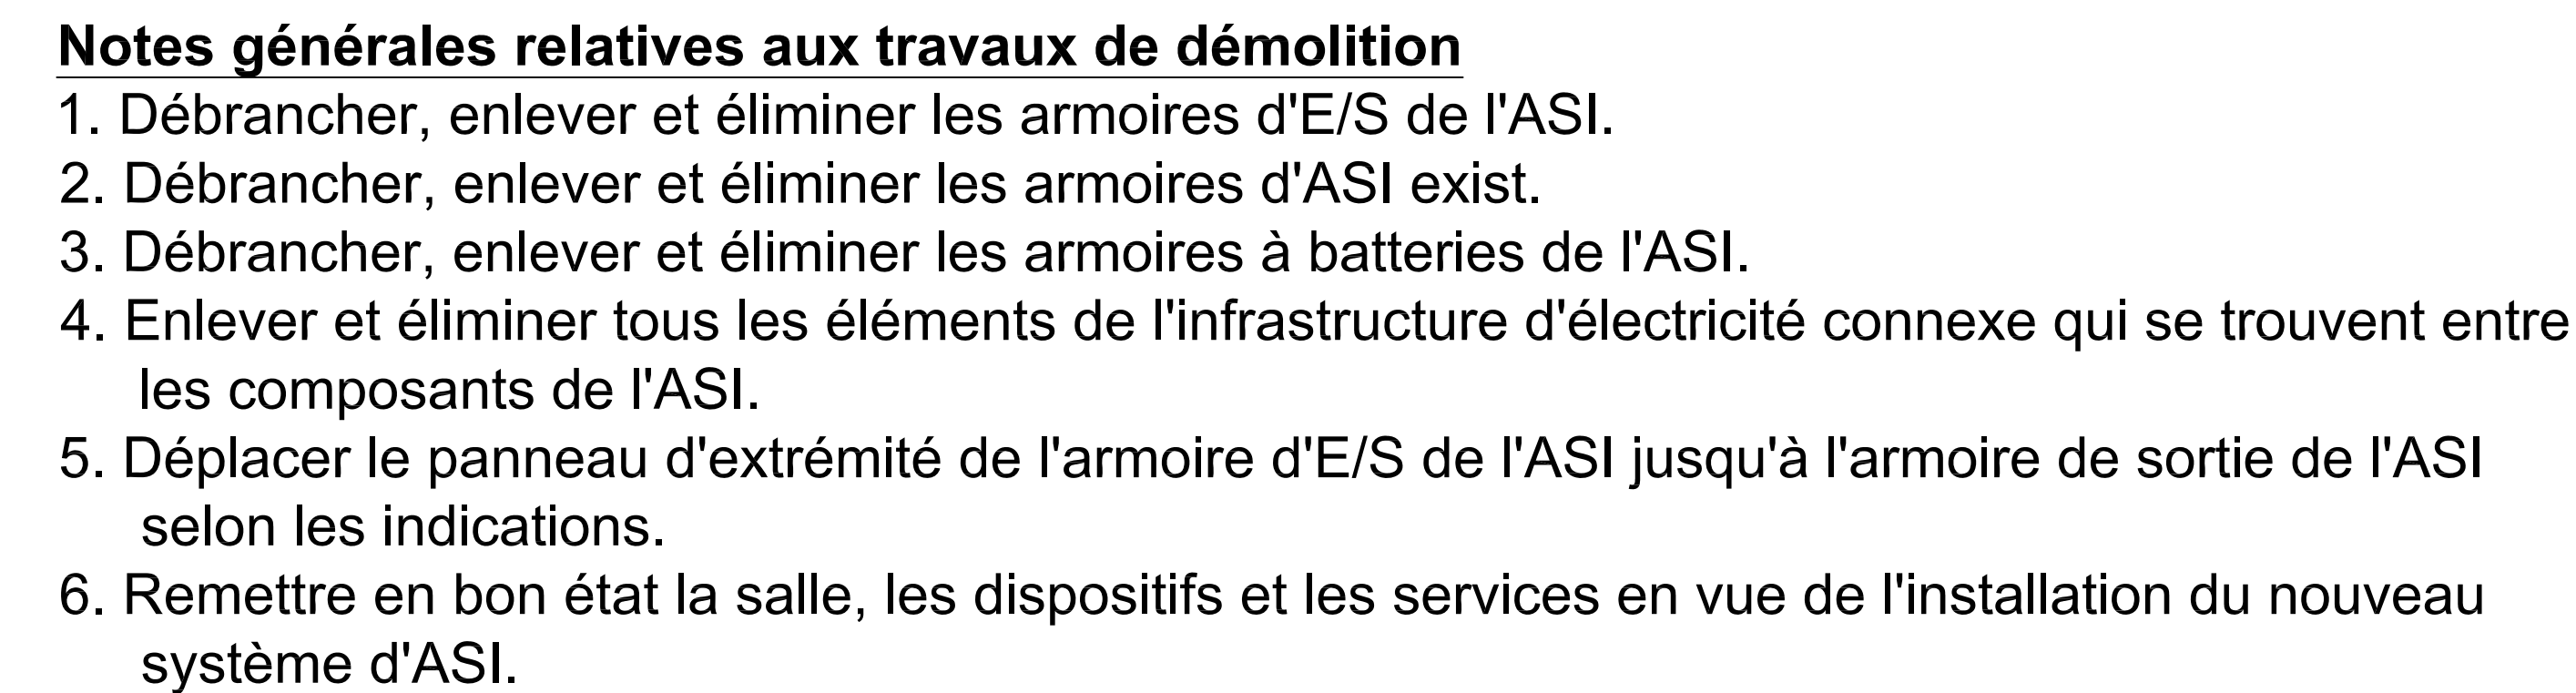 Notes générales relatives aux travaux de démolition
1. Débrancher, enlever et éliminer les armoires d'E/S de l'ASI.
2. Débrancher, enlever et éliminer les armoires d'ASI exist.
3. Débrancher, enlever et éliminer les armoires à batteries de l'ASI.
4. Enlever et éliminer tous les éléments de l'infrastructure d'électricité connexe qui se trouvent entre
les composants de l'ASI.
5. Déplacer le panneau d'extrémité de l'armoire d'E/S de l'ASI jusqu'à l'armoire de sortie de l'ASI
selon les indications.
6. Remettre en bon état la salle, les dispositifs et les services en vue de l'installation du nouveau
système d'ASI.